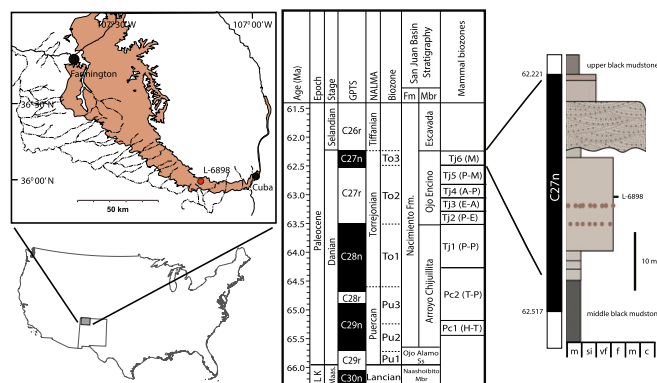 107°30'W
107°00'
Farmington
36°30'N
L-6898
36°00'N
Cuba
50 km
Age (Ma)
Epoch
Stage
GPTS
NALMA
Biozone
San Juan Basin
Stratigraphy
Fm
Mbr
Mammal biozones
61.5
62.0
62.5
63.0
63.5
64.0
64.5
65.0
65.5
66.0
Paleocene
L K
Selandian
Danian
Maas.
C26r
C27n
C27r
C28n
C28r
C29n
C29r
C30n
Tiffanian
Torrejonian
Puercan
Lancian
To3
To2
To1
Pu3
Pu2
Pu1
Nacimiento Fm.
Escavada
Ojo Encino
Arroyo Chijuillita
Ojo Alamo
Ss
Naashoibito
Mbr
Tj6 (M)
Tj5 (P-M)
Tj4 (A-P)
Tj3 (E-A)
Tj2 (P-E)
Tj1 (P-P)
Pc2 (T-P)
Pc1 (H-T)
62.221
C27n
62.517
upper black mudstone
L-6898
10 m
middle black mudstone
m si vf f m c